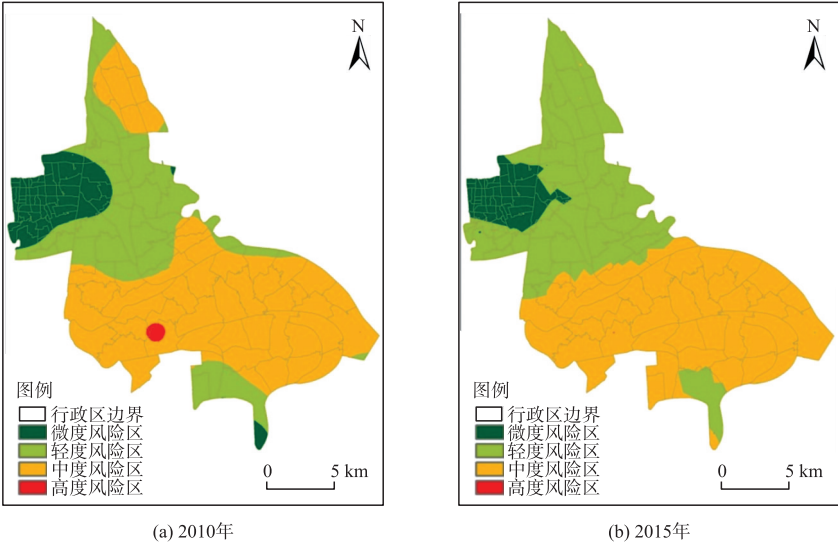 N
图例
行政区边界
微度风险区
轻度风险区
中度风险区
高度风险区
0 5 km
(a) 2010年
N
图例
行政区边界
微度风险区
轻度风险区
中度风险区
高度风险区
0 5 km
(b) 2015年